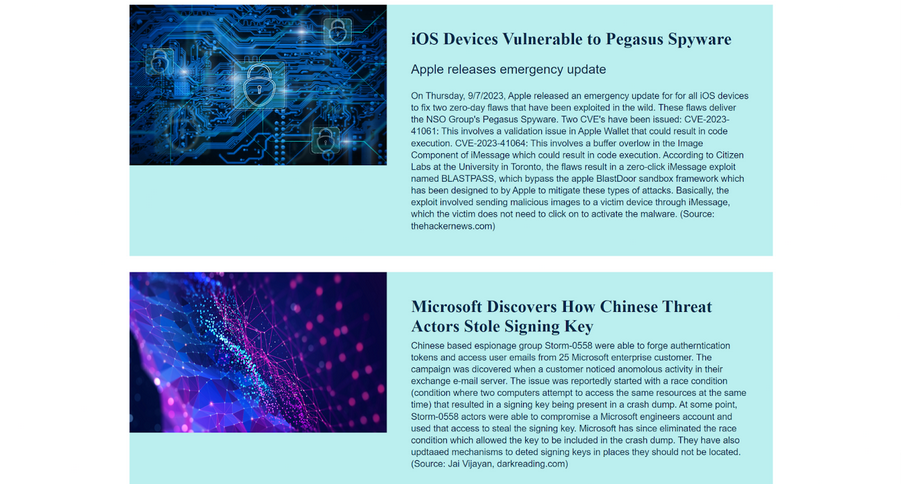 iOS Devices Vulnerable to Pegasus Spyware
Apple releases emergency update
On Thursday, 9/7/2023, Apple released an emergency update for for all iOS devices
to fix two zero-day flaws that have been exploited in the wild. These flaws deliver
the NSO Group's Pegasus Spyware. Two CVE's have been issued: CVE-2023-
41061: This involves a validation issue in Apple Wallet that could result in code
execution. CVE-2023-41064: This involves a buffer overlow in the Image
Component of iMessage which could result in code execution. According to Citizen
Labs at the University in Toronto, the flaws result in a zero-click iMessage exploit
named BLASTPASS, which bypass the apple BlastDoor sandbox framework which
has been designed to by Apple to mitigate these types of attacks. Basically, the
exploit involved sending malicious images to a victim device through iMessage,
which the victim does not need to click on to activate the malware. (Source:
thehackernews.com)
Microsoft Discovers How Chinese Threat
Actors Stole Signing Key
Chinese based espionage group Storm-0558 were able to forge autherntication
tokens and access user emails from 25 Microsoft enterprise customer. The
campaign was dicovered when a customer noticed anomolous activity in their
exchange e-mail server. The issue was reportedly started with a race condition
(condition where two computers attempt to access the same resources at the same
time) that resulted in a signing key being present in a crash dump. At some point,
Storm-0558 actors were able to compromise a Microsoft engineers account and
used that access to steal the signing key. Microsoft has since eliminated the race
condition which allowed the key to be included in the crash dump. They have also
updtaaed mechanisms to deted signing keys in places they should not be located.
(Source: Jai Vijayan, darkreading.com)